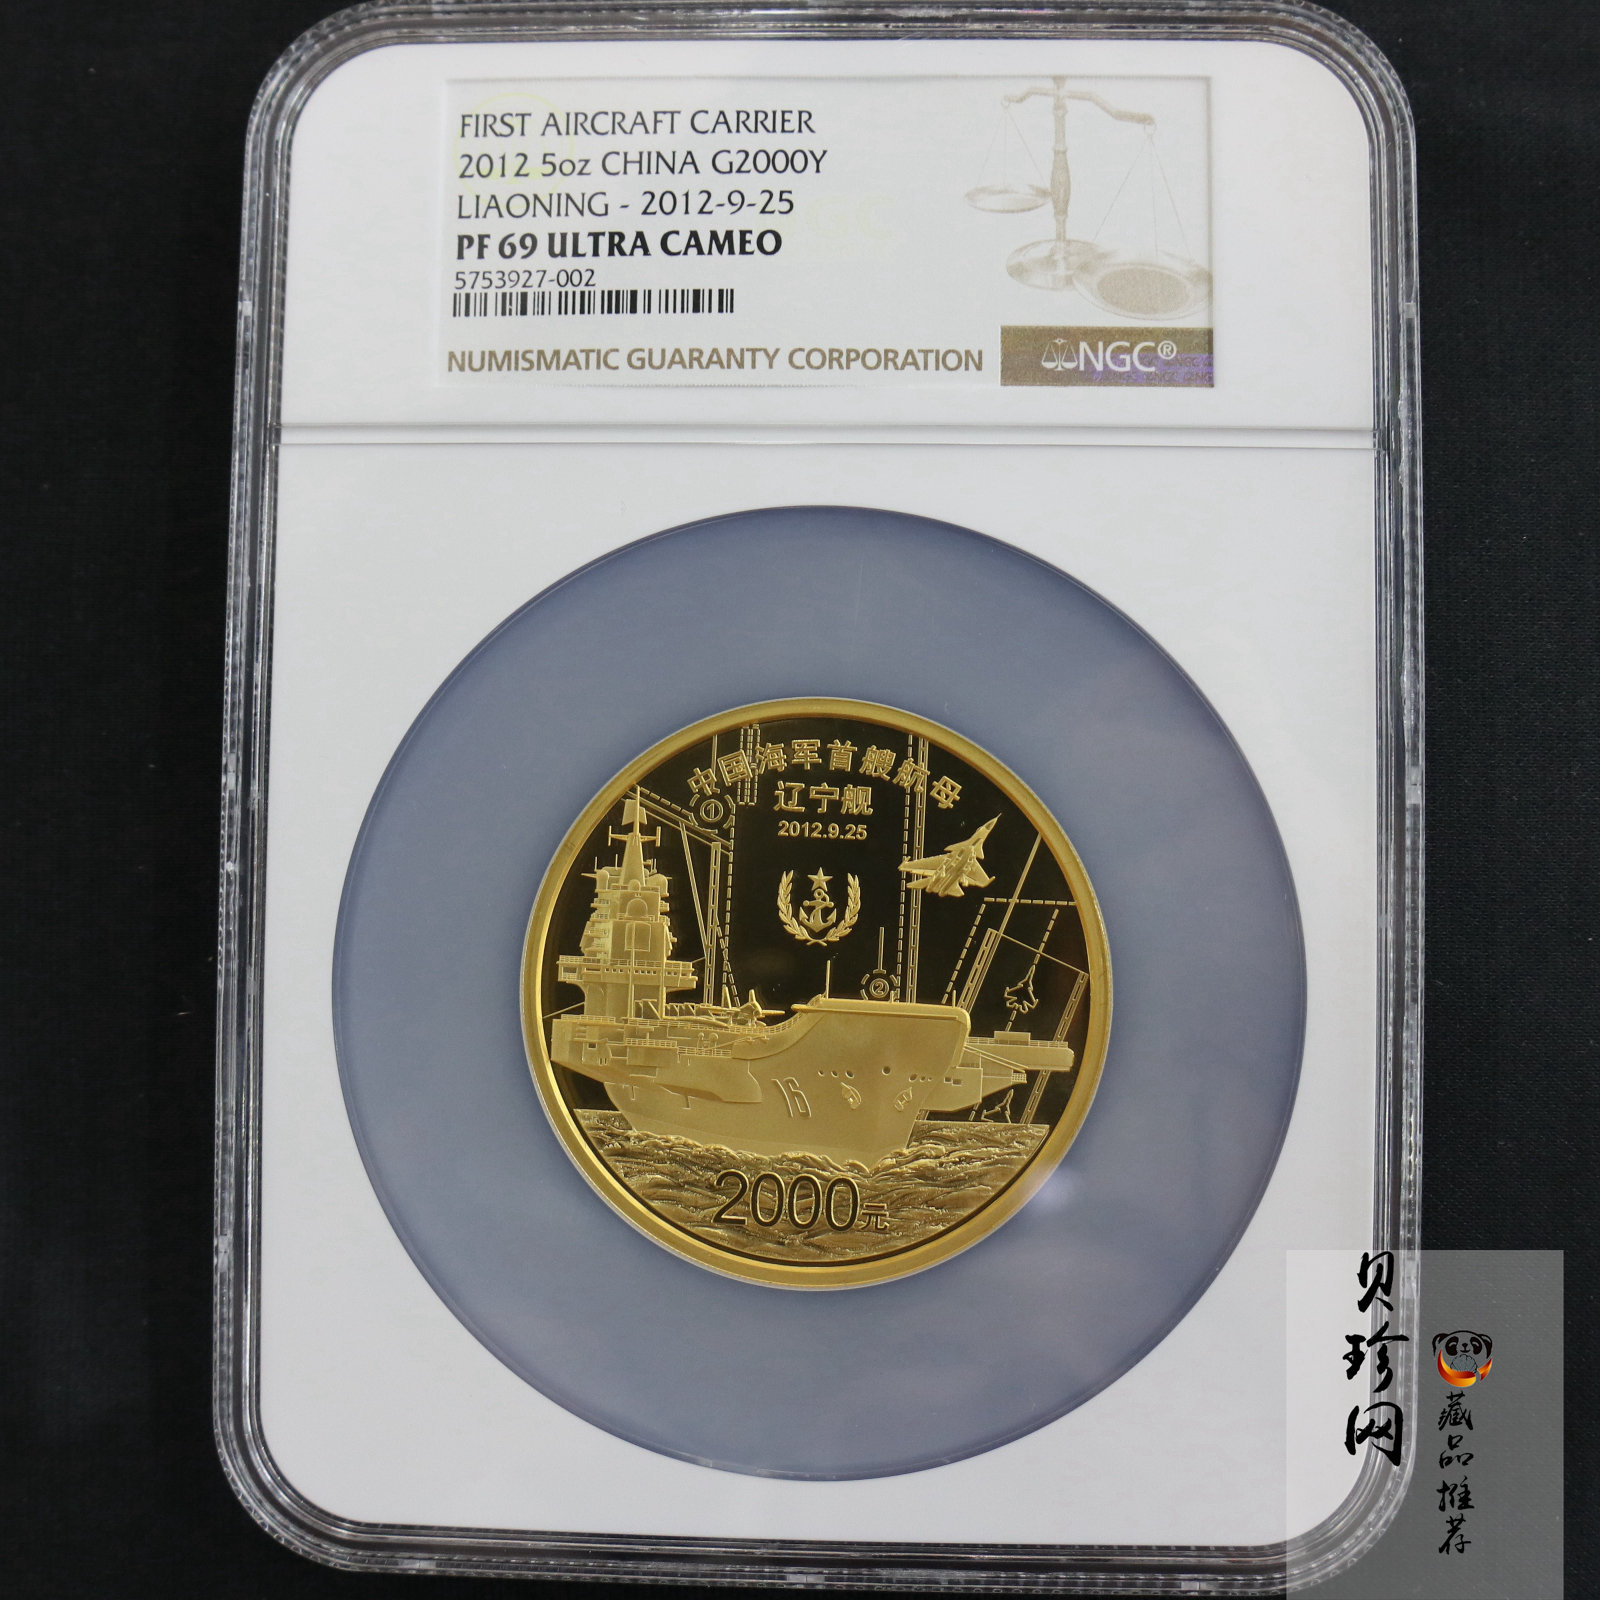 FIRST AIRCRAFT CARRIER
2012 5oz CHINA G2000Y
LIAONING - 2012-9-25
PF 69 ULTRA CAMEO
5753927-002
NUMISMATIC GUARANTY CORPORATION
NGC®
中国海军首艘航母
辽宁舰
2012.9.25
①
②
16
2000元
贝珍网
藏品推荐